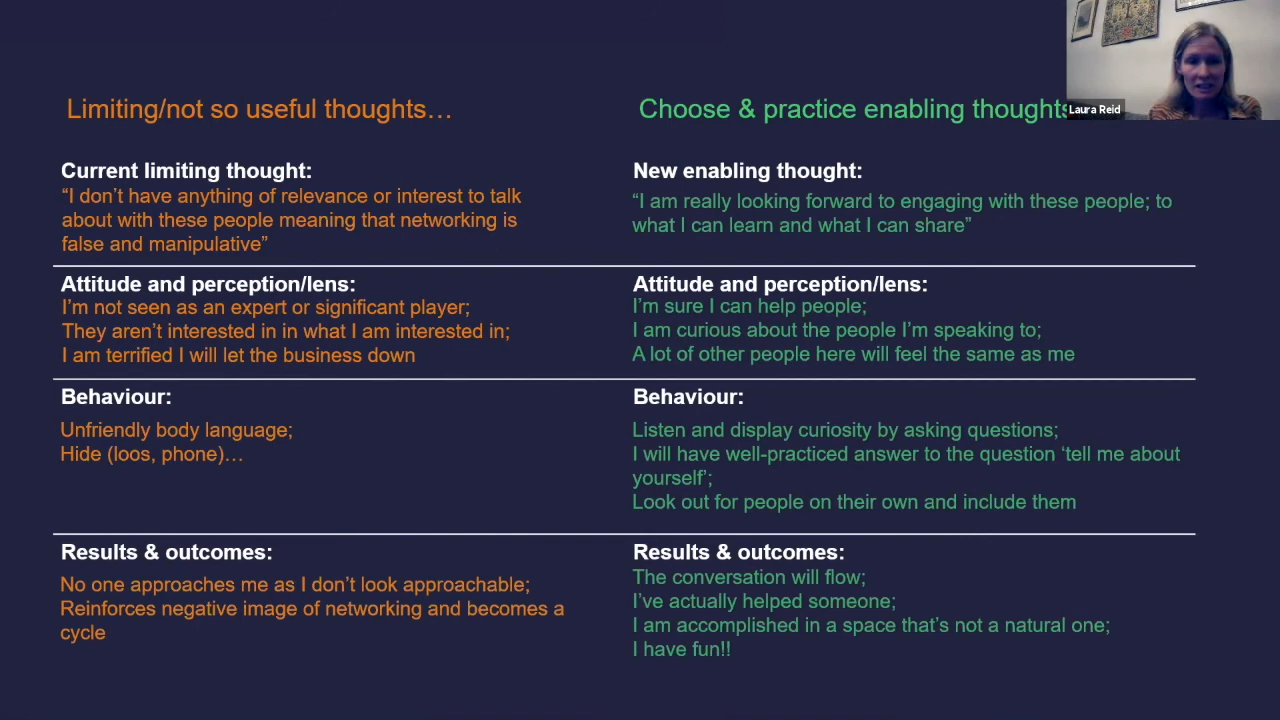 Limiting/not so useful thoughts…
Current limiting thought:
“I don’t have anything of relevance or interest to talk
about with these people meaning that networking is
false and manipulative”
Attitude and perception/lens:
I’m not seen as an expert or significant player;
They aren’t interested in in what I am interested in;
I am terrified I will let the business down
Behaviour:
Unfriendly body language;
Hide (loos, phone)…
Results & outcomes:
No one approaches me as I don’t look approachable;
Reinforces negative image of networking and becomes a
cycle
Choose & practice enabling thoughts
New enabling thought:
“I am really looking forward to engaging with these people; to
what I can learn and what I can share”
Attitude and perception/lens:
I’m sure I can help people;
I am curious about the people I’m speaking to;
A lot of other people here will feel the same as me
Behaviour:
Listen and display curiosity by asking questions;
I will have well-practiced answer to the question ‘tell me about
yourself’;
Look out for people on their own and include them
Results & outcomes:
The conversation will flow;
I’ve actually helped someone;
I am accomplished in a space that’s not a natural one;
I have fun!!
Laura Reid